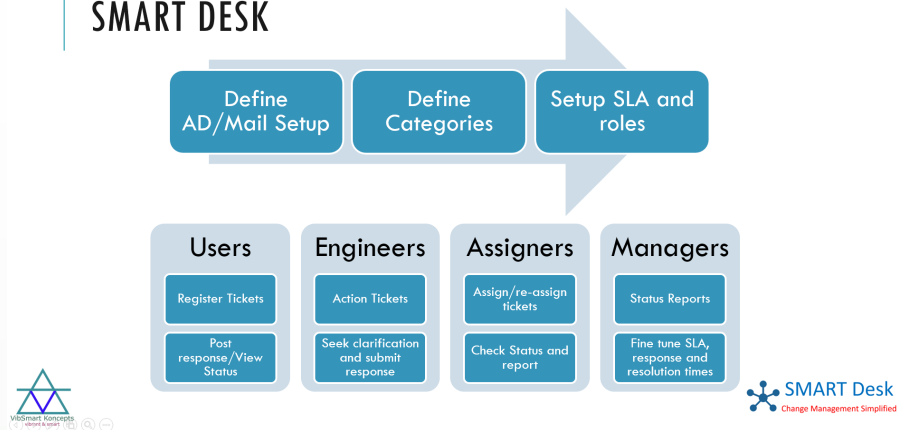 SMART DESK
Define
AD/Mail Setup
Define
Categories
Setup SLA and
roles
Users
Register Tickets
Post
response/View
Status
Engineers
Action Tickets
Seek clarification
and submit
response
Assigners
Assign/re-assign
tickets
Check Status and
report
Managers
Status Reports
Fine tune SLA,
response and
resolution times
VibSmart Koncepts
vibrant & smart
SMART Desk
Change Management Simplified